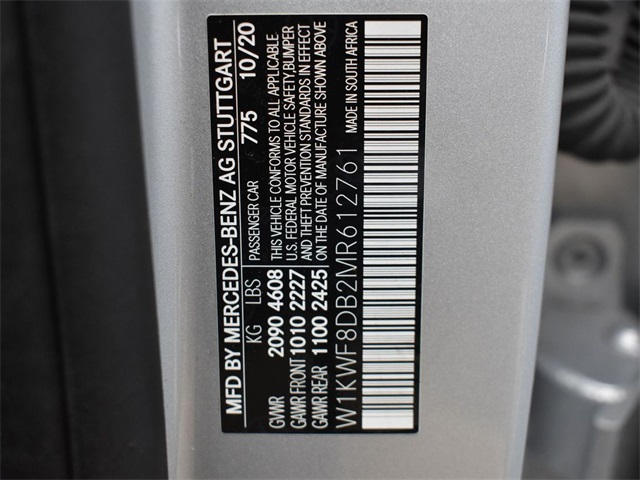 MFD BY MERCEDES-BENZ AG STUTTGART
775 10/20
KG LBS PASSENGER CAR
GVWR 2090 4608 THIS VEHICLE CONFORMS TO ALL APPLICABLE
GAWR FRONT 1010 2227 U.S. FEDERAL MOTOR VEHICLE SAFETY,BUMPER
GAWR REAR 1100 2425 AND THEFT PREVENTION STANDARDS IN EFFECT
ON THE DATE OF MANUFACTURE SHOWN ABOVE
W1KWF8DB2MR612761 MADE IN SOUTH AFRICA